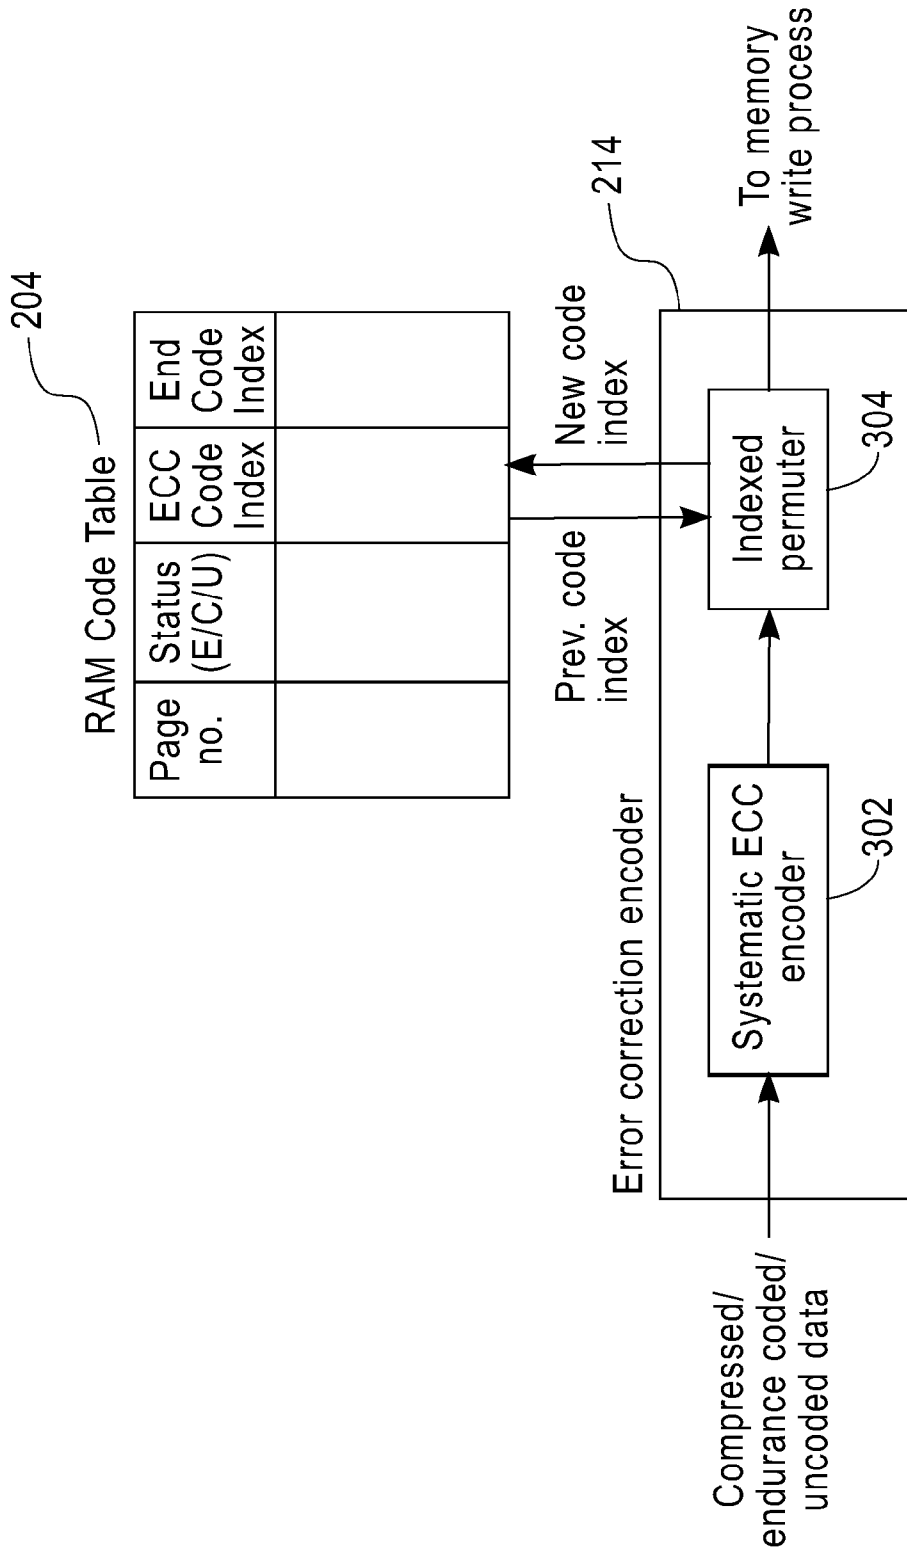 204
RAM Code Table
Page
no.
Status
(E/C/U)
ECC
Code
Index
End
Code
Index
Prev. code
index
New code
index
214
Error correction encoder
Compressed/
endurance coded/
uncoded data
Systematic ECC
encoder
302
Indexed
permuter
304
To memory
write process